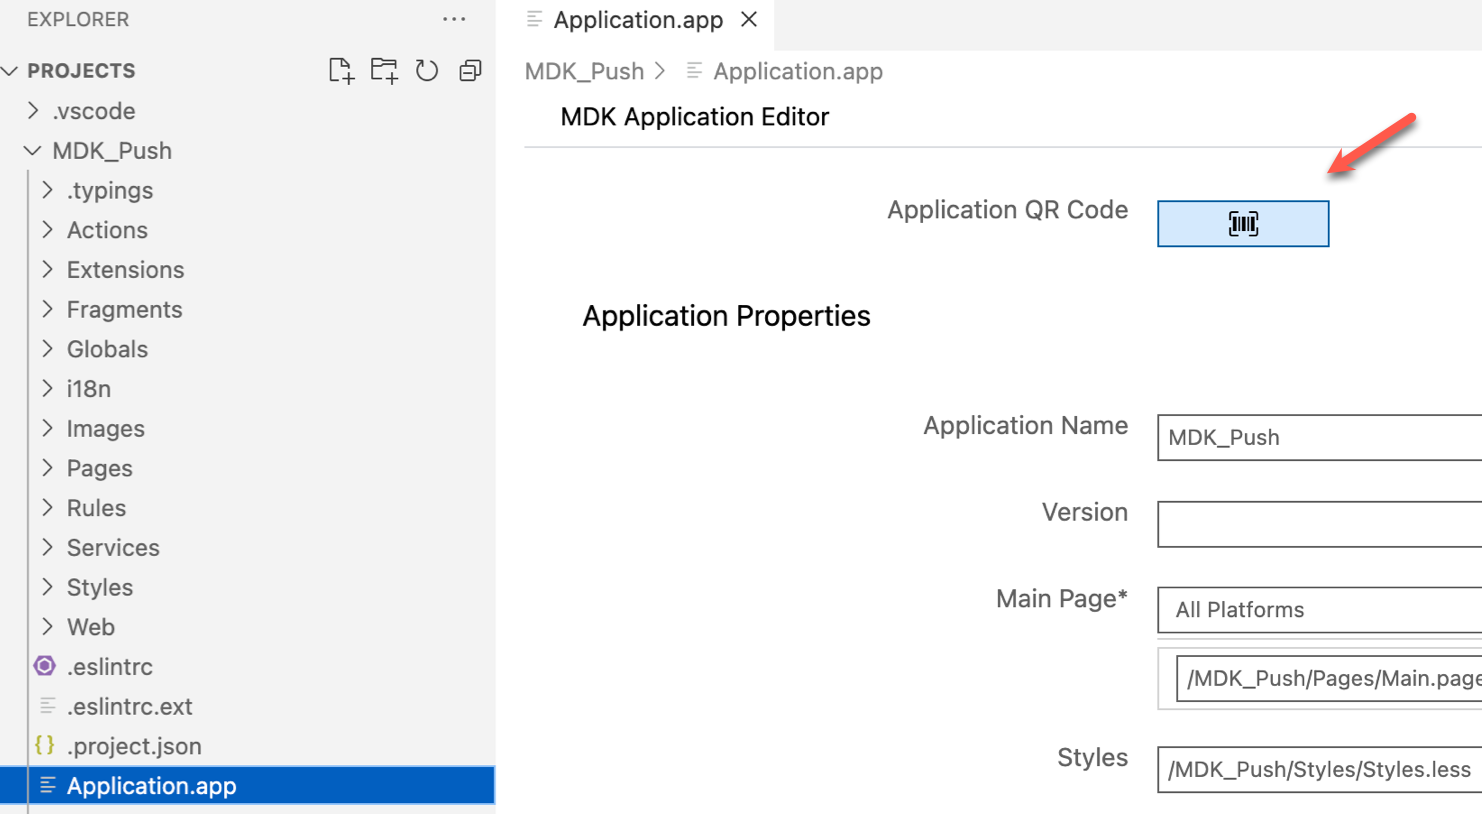 EXPLORER
PROJECTS
.vscode
MDK_Push
.typings
Actions
Extensions
Fragments
Globals
i18n
Images
Pages
Rules
Services
Styles
Web
.eslintrc
.eslintrc.ext
{} .project.json
Application.app
Application.app
MDK_Push > Application.app
MDK Application Editor
Application QR Code
Application Properties
Application Name
MDK_Push
Version
Main Page*
All Platforms
/MDK_Push/Pages/Main.page
Styles
/MDK_Push/Styles/Styles.less